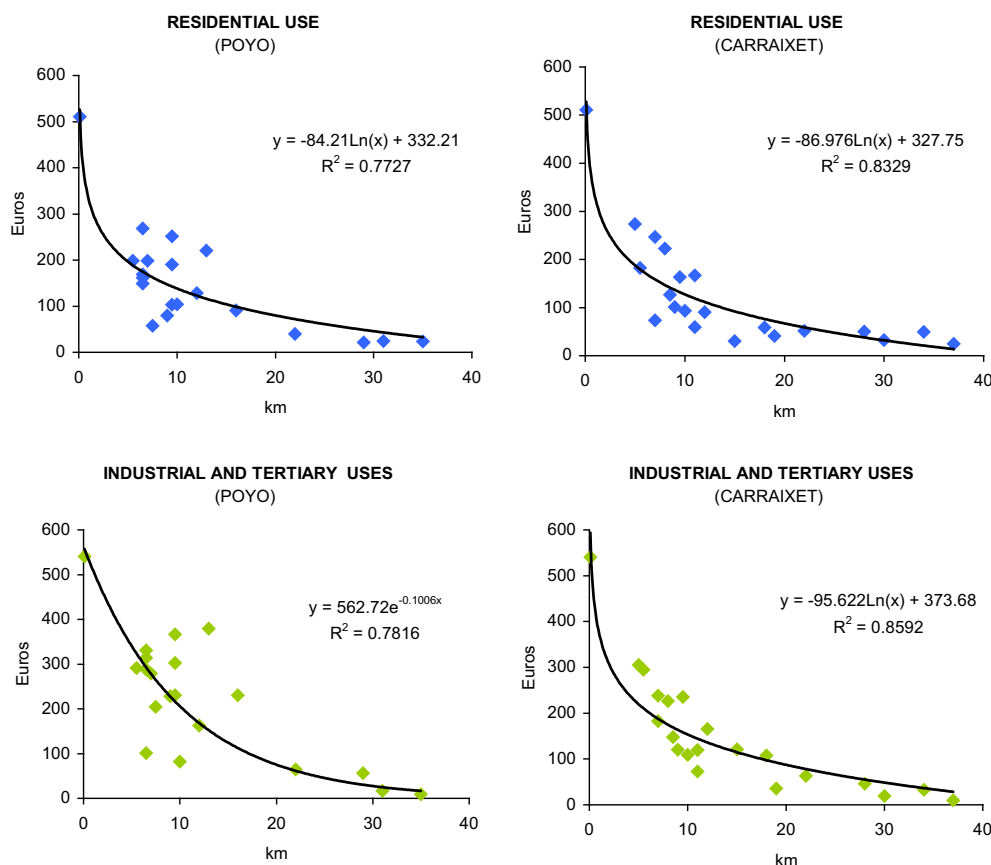 RESIDENTIAL USE
(POYO)
600
500
400
300
200
100
0
Euros
y = -84.21Ln(x) + 332.21
R² = 0.7727
0 10 20 30 40
km
RESIDENTIAL USE
(CARRAIXET)
600
500
400
300
200
100
0
Euros
y = -86.976Ln(x) + 327.75
R² = 0.8329
0 10 20 30 40
km
INDUSTRIAL AND TERTIARY USES
(POYO)
600
500
400
300
200
100
0
Euros
y = 562.72e^-0.1006x
R² = 0.7816
0 10 20 30 40
km
INDUSTRIAL AND TERTIARY USES
(CARRAIXET)
600
500
400
300
200
100
0
Euros
y = -95.622Ln(x) + 373.68
R² = 0.8592
0 10 20 30 40
km